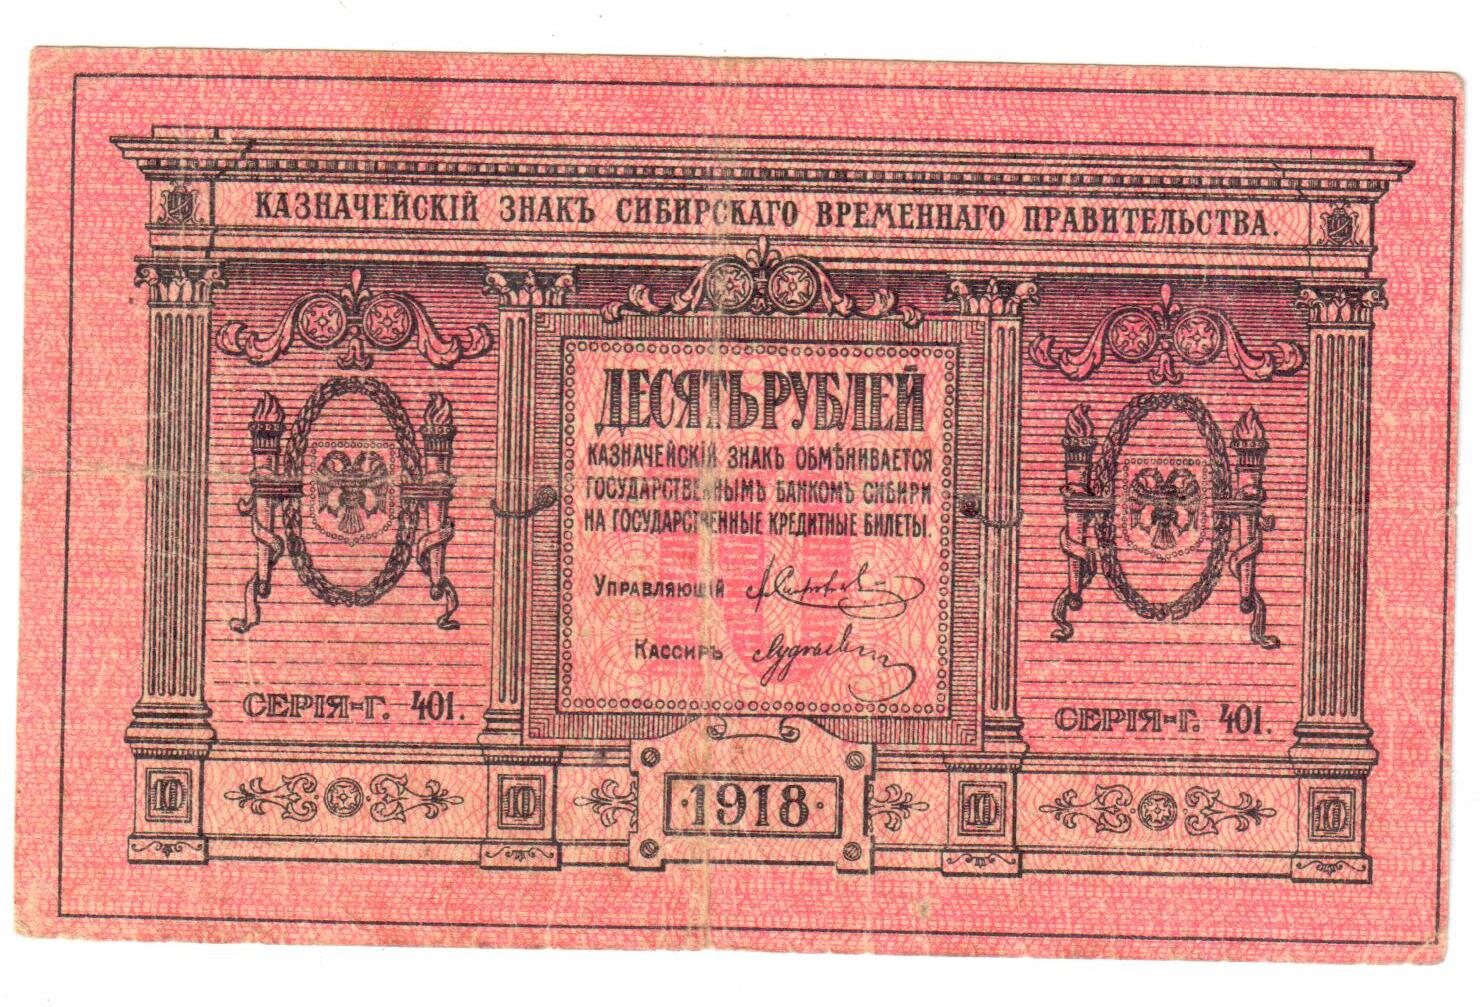 КАЗНАЧЕЙСКІЙ ЗНАКЪ СИБИРСКАГО ВРЕМЕННАГО ПРАВИТЕЛЬСТВА.
ДЕСЯТЬ РУБЛЕЙ
КАЗНАЧЕЙСКІЙ ЗНАКЪ ОБМѢНИВАЕТСЯ
ГОСУДАРСТВЕННЫМЪ БАНКОМЪ СИБИРИ
НА ГОСУДАРСТВЕННЫЕ КРЕДИТНЫЕ БИЛЕТЫ.
10
УПРАВЛЯЮЩІЙ
КАССИРЪ
СЕРІЯ-Г. 401.
СЕРІЯ-Г. 401.
10
10
·1918·
10
10